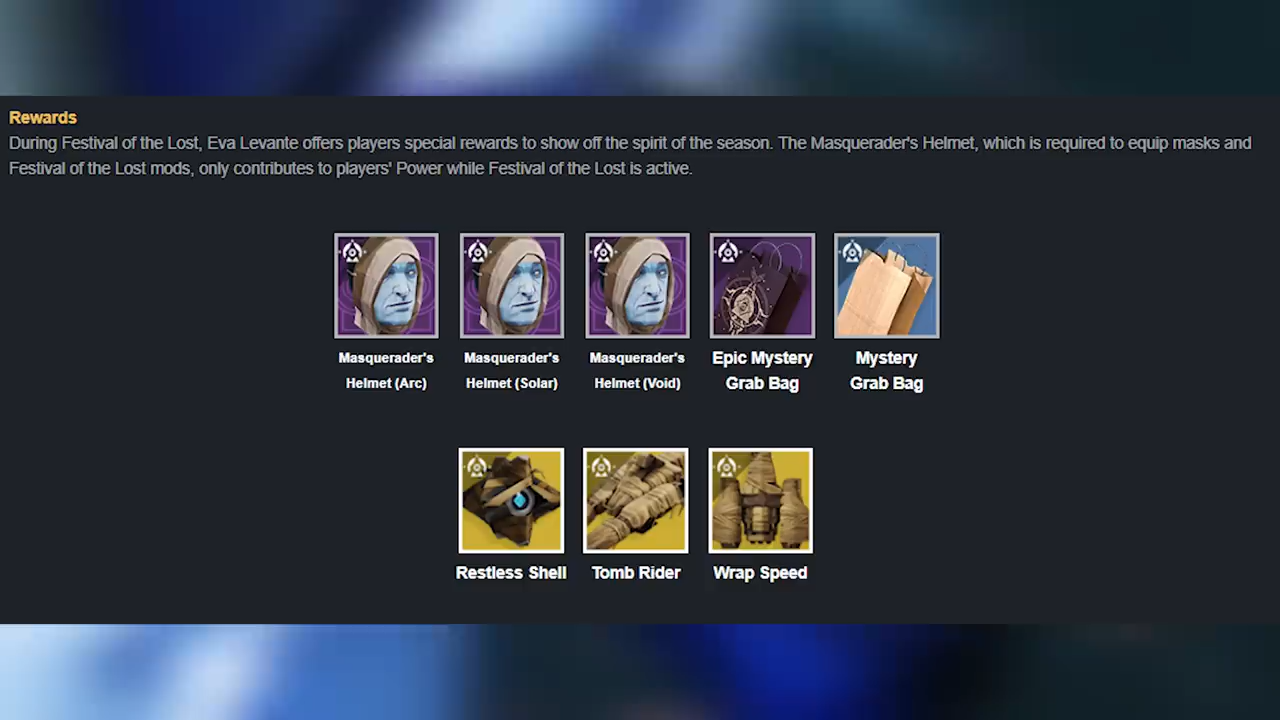 Rewards
During Festival of the Lost, Eva Levante offers players special rewards to show off the spirit of the season. The Masquerader's Helmet, which is required to equip masks and
Festival of the Lost mods, only contributes to players' Power while Festival of the Lost is active.
Masquerader's
Helmet (Arc)
Masquerader's
Helmet (Solar)
Masquerader's
Helmet (Void)
Epic Mystery
Grab Bag
Mystery
Grab Bag
Restless Shell
Tomb Rider
Wrap Speed